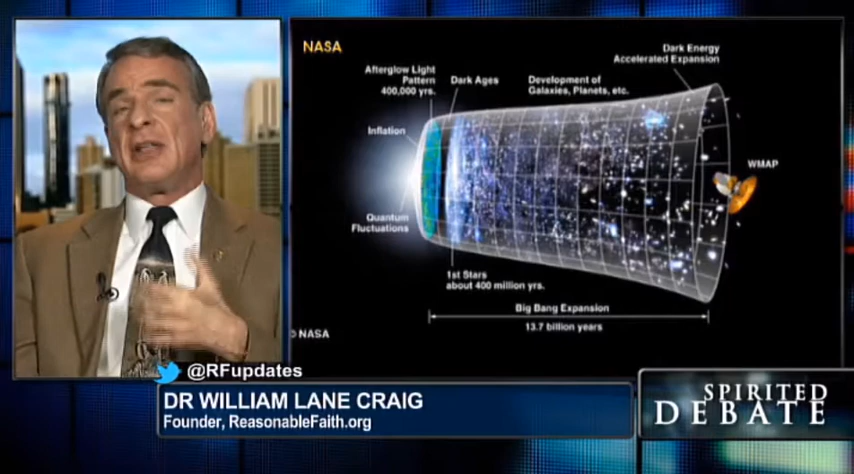 NASA
Dark Energy
Accelerated Expansion
Afterglow Light
Pattern
400,000 yrs.
Dark Ages
Development of
Galaxies, Planets, etc.
Inflation
WMAP
Quantum
Fluctuations
1st Stars
about 400 million yrs.
Big Bang Expansion
13.7 billion years
© NASA
@RFupdates
DR WILLIAM LANE CRAIG
Founder, ReasonableFaith.org
SPIRITED
DEBATE